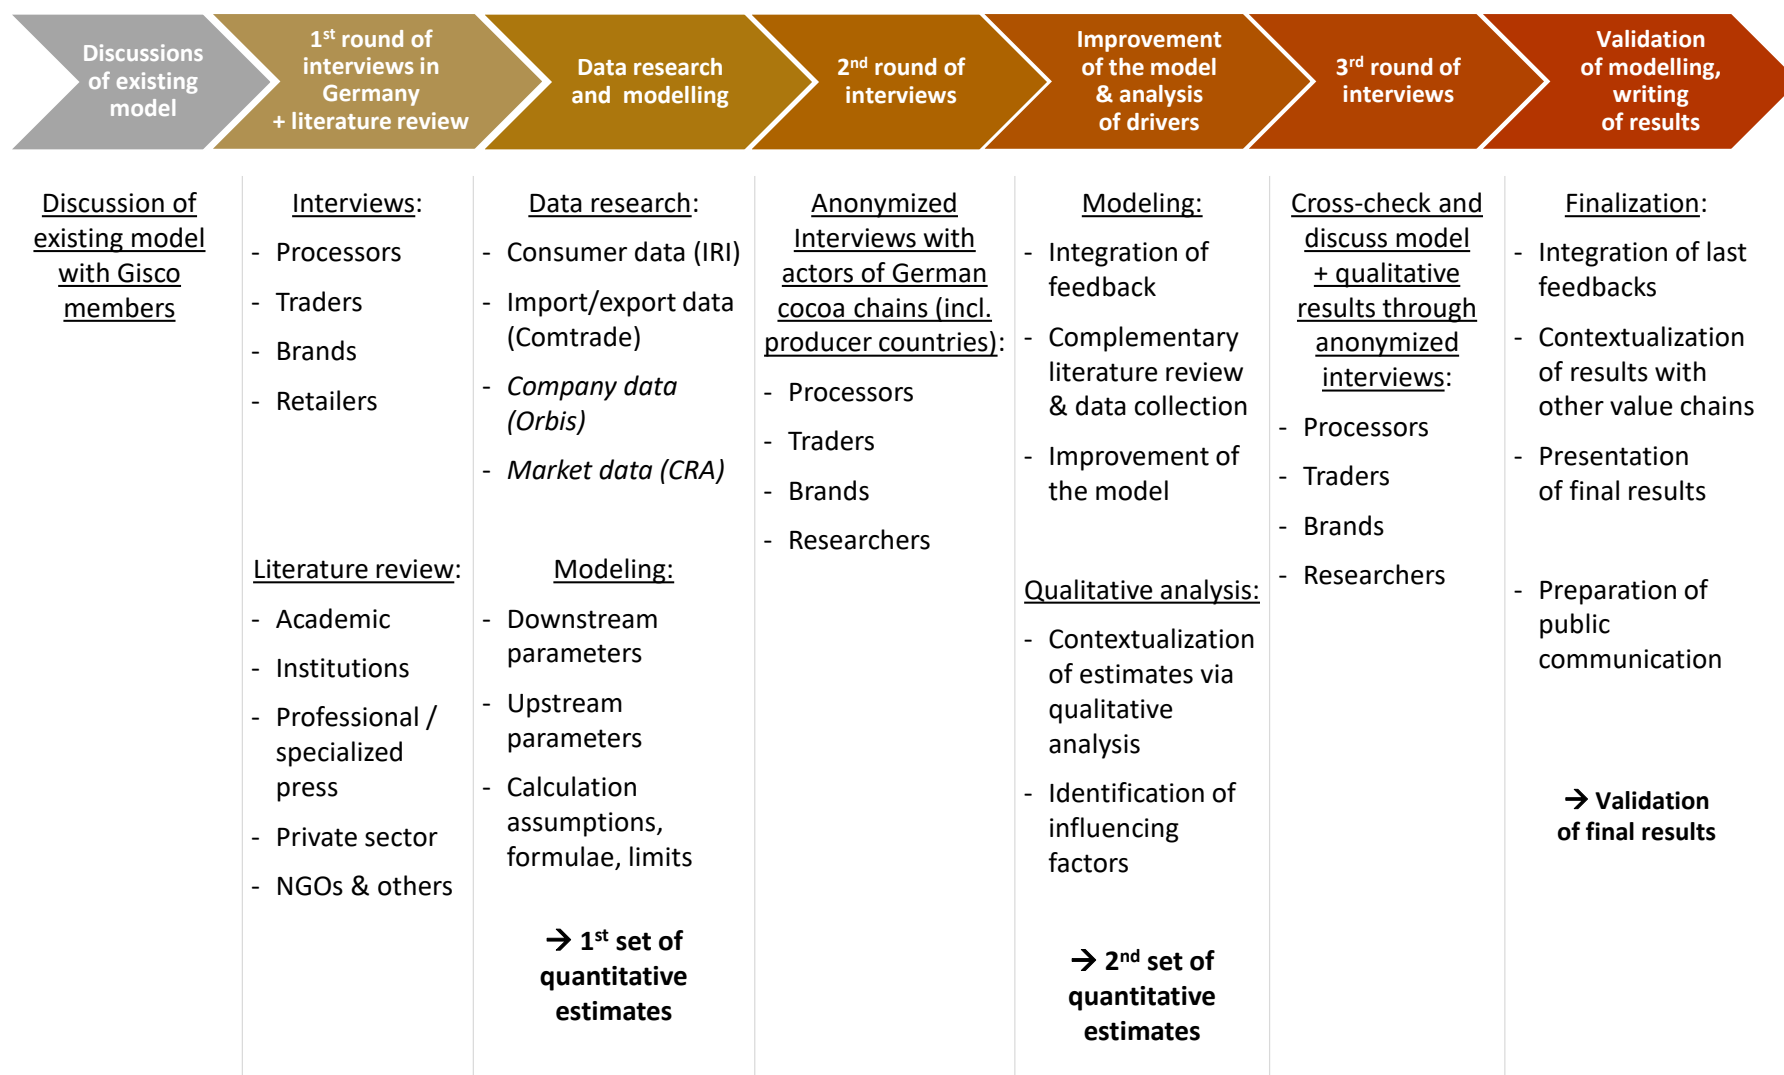 Discussions
of existing
model
1st round of
interviews in
Germany
+ literature review
Data research
and modelling
2nd round of
interviews
Improvement
of the model
& analysis
of drivers
3rd round of
interviews
Validation
of modelling,
writing
of results
Discussion of
existing model
with Gisco
members
Interviews:
- Processors
- Traders
- Brands
- Retailers
Literature review:
- Academic
- Institutions
- Professional /
specialized
press
- Private sector
- NGOs & others
Data research:
- Consumer data (IRI)
- Import/export data
(Comtrade)
- Company data
(Orbis)
- Market data (CRA)
Modeling:
- Downstream
parameters
- Upstream
parameters
- Calculation
assumptions,
formulae, limits
→ 1st set of
quantitative
estimates
Anonymized
Interviews with
actors of German
cocoa chains (incl.
producer countries):
- Processors
- Traders
- Brands
- Researchers
Modeling:
- Integration of
feedback
- Complementary
literature review
& data collection
- Improvement of
the model
Qualitative analysis:
- Contextualization
of estimates via
qualitative
analysis
- Identification of
influencing
factors
→ 2nd set of
quantitative
estimates
Cross-check and
discuss model
+ qualitative
results through
anonymized
interviews:
- Processors
- Traders
- Brands
- Researchers
Finalization:
- Integration of last
feedbacks
- Contextualization
of results with
other value chains
- Presentation
of final results
- Preparation of
public
communication
→ Validation
of final results